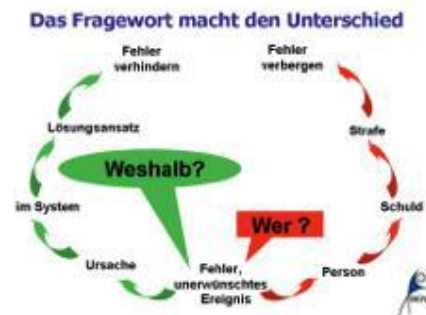 Das Fragewort macht den Unterschied
Fehler
verhindern
Fehler
verbergen
Lösungsansatz
Strafe
Weshalb?
im System
Wer ?
Schuld
Ursache
Fehler,
unerwünschtes
Ereignis
Person